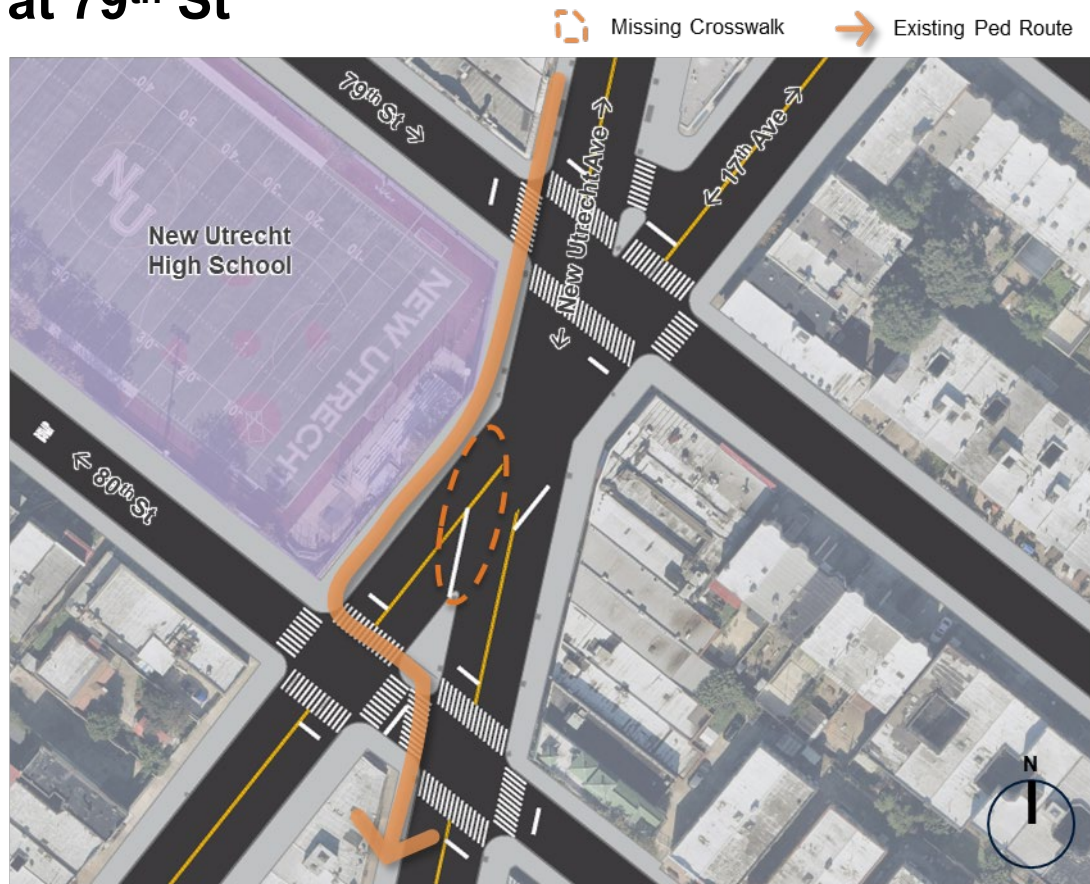 at 79th St
Missing Crosswalk
Existing Ped Route
79th St →
← New Utrecht Ave →
← 17th Ave →
NU
New Utrecht
High School
NEW UTRECHT
← 80th St
N